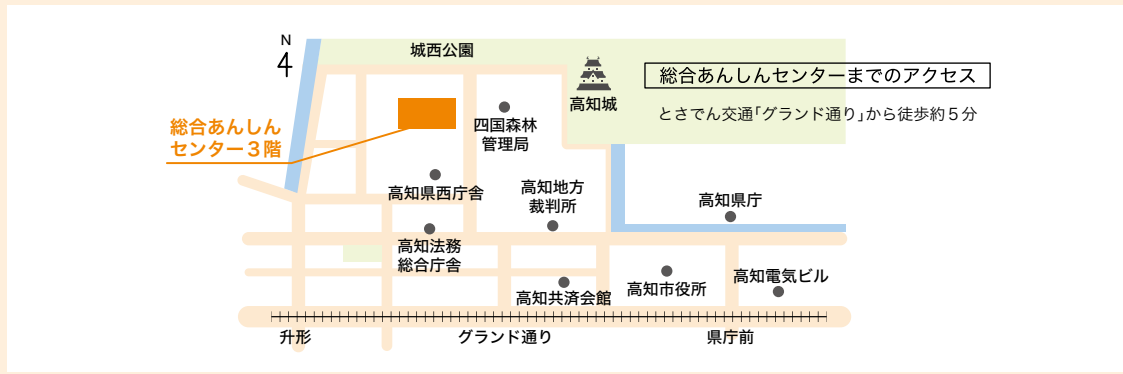 N
城西公園
総合あんしんセンターまでのアクセス
高知城
とさでん交通「グランド通り」から徒歩約５分
総合あんしん
センター３階
四国森林
管理局
高知県西庁舎
高知地方
裁判所
高知県庁
高知法務
総合庁舎
高知電気ビル
高知共済会館
高知市役所
升形
グランド通り
県庁前